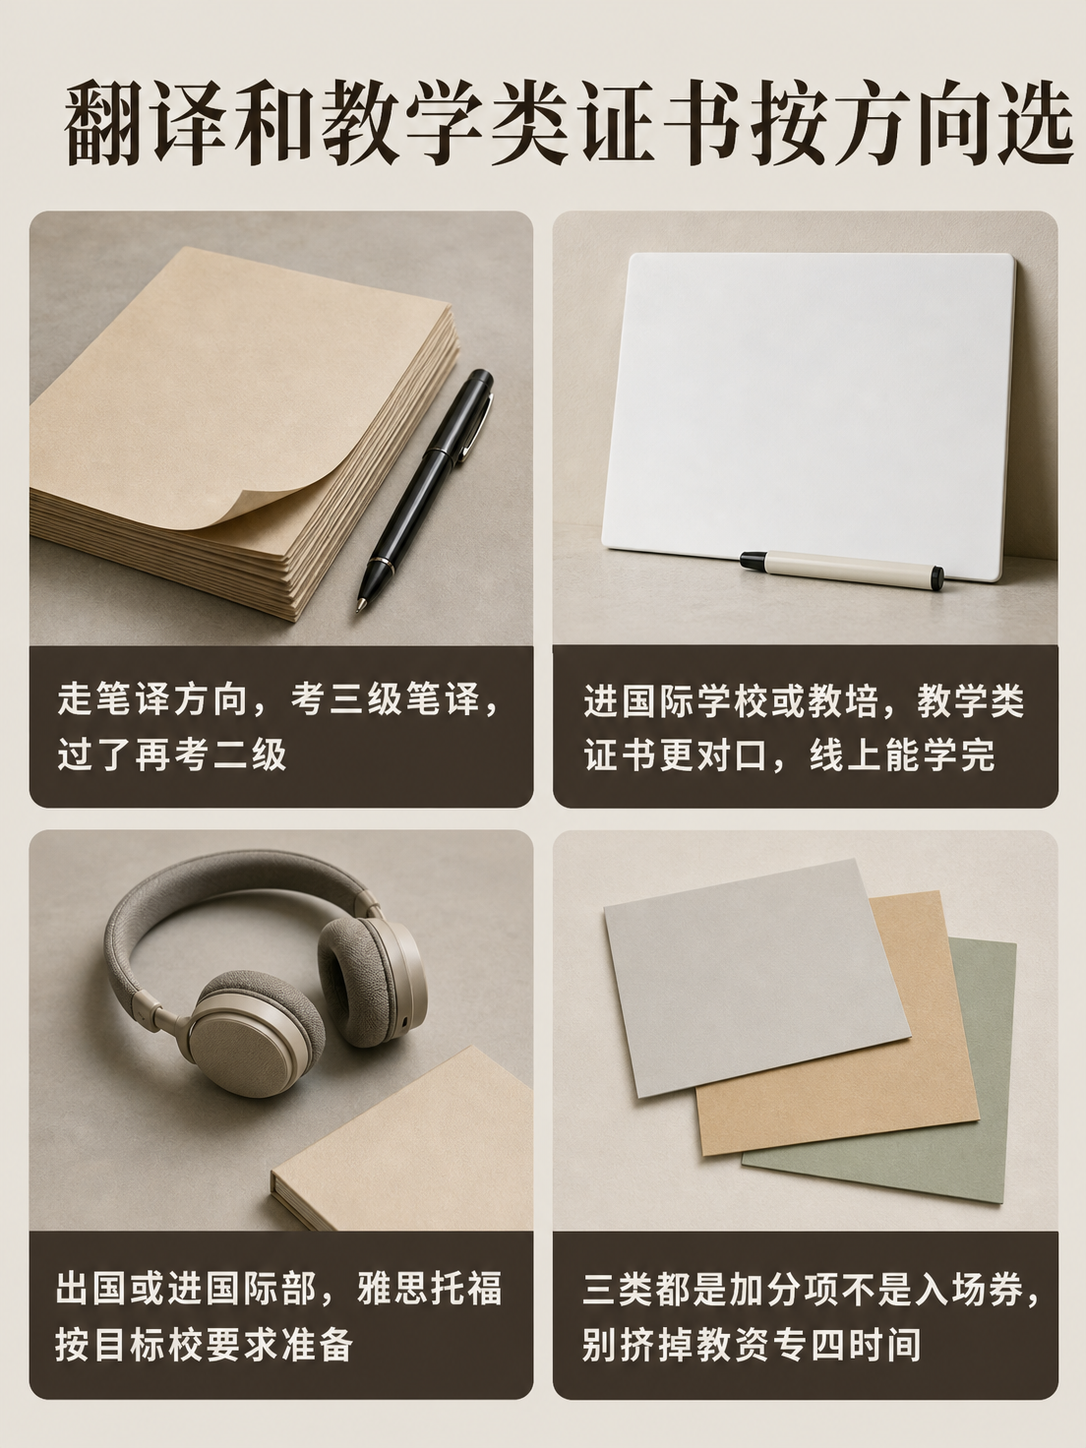 翻译和教学类证书按方向选
走笔译方向，考三级笔译，
过了再考二级
进国际学校或教培，教学类
证书更对口，线上能学完
出国或进国际部，雅思托福
按目标校要求准备
三类都是加分项不是入场券，
别挤掉教资专四时间